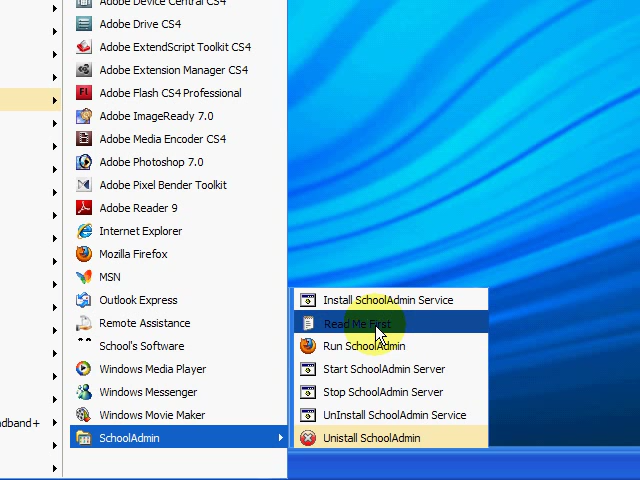 Adobe Device Central CS4
Adobe Drive CS4
Adobe ExtendScript Toolkit CS4
Adobe Extension Manager CS4
Adobe Flash CS4 Professional
Adobe ImageReady 7.0
Adobe Media Encoder CS4
Adobe Photoshop 7.0
Adobe Pixel Bender Toolkit
Adobe Reader 9
Internet Explorer
Mozilla Firefox
MSN
Outlook Express
Remote Assistance
School's Software
Windows Media Player
Windows Messenger
Windows Movie Maker
SchoolAdmin
Install SchoolAdmin Service
Read Me First
Run SchoolAdmin
Start SchoolAdmin Server
Stop SchoolAdmin Server
UnInstall SchoolAdmin Service
Unistall SchoolAdmin